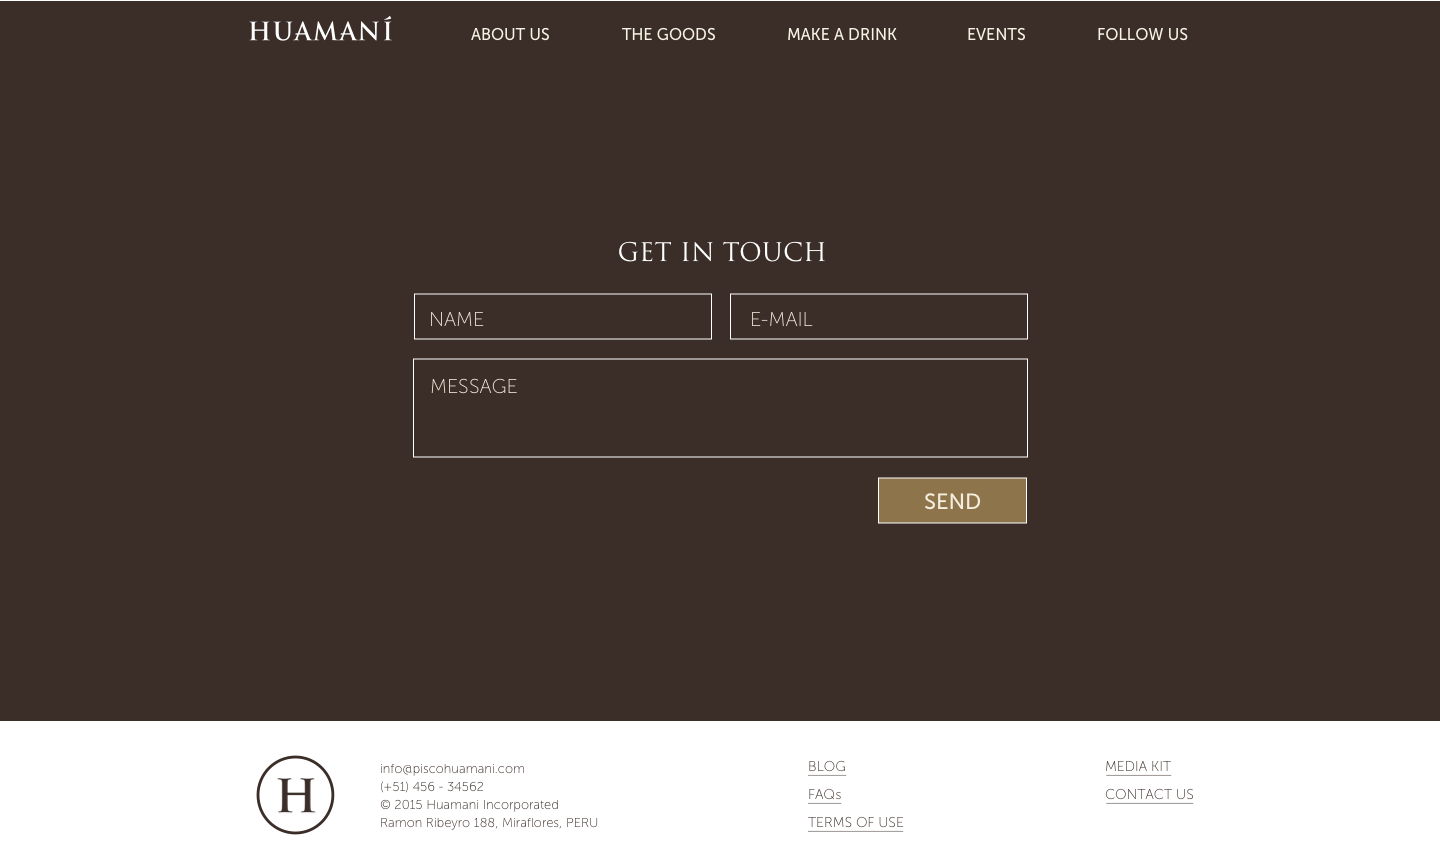 HUAMANÍ ABOUT US THE GOODS MAKE A DRINK EVENTS FOLLOW US
GET IN TOUCH
NAME E-MAIL
MESSAGE
SEND
H
info@piscohuamani.com
(+51) 456 - 34562
© 2015 Huamani Incorporated
Ramon Ribeyro 188, Miraflores, PERU
BLOG
FAQs
TERMS OF USE
MEDIA KIT
CONTACT US